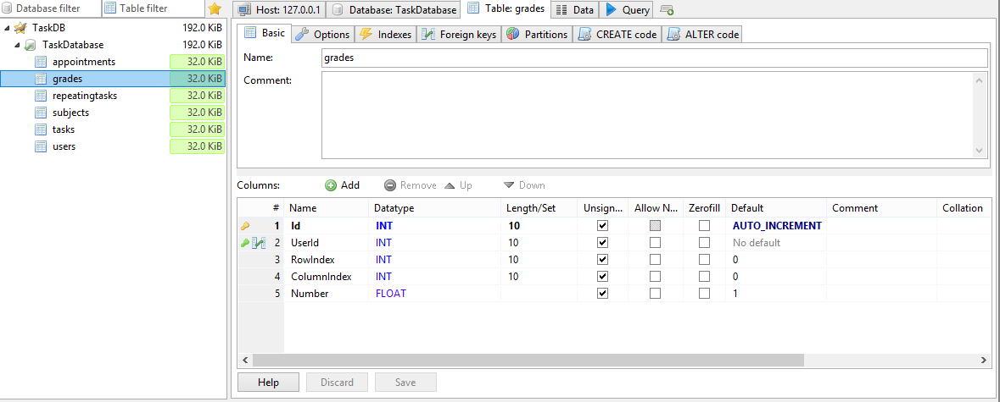 Database filter
Table filter
TaskDB 192.0 KiB
TaskDatabase 192.0 KiB
appointments 32.0 KiB
grades 32.0 KiB
repeatingtasks 32.0 KiB
subjects 32.0 KiB
tasks 32.0 KiB
users 32.0 KiB
Host: 127.0.0.1 Database: TaskDatabase Table: grades Data Query
Basic Options Indexes Foreign keys Partitions CREATE code ALTER code
Name: grades
Comment:
Columns: Add Remove Up Down
# Name Datatype Length/Set Unsign... Allow N... Zerofill Default Comment Collation
1 Id INT 10 AUTO_INCREMENT
2 UserId INT 10 No default
3 RowIndex INT 10 0
4 ColumnIndex INT 10 0
5 Number FLOAT 1
Help Discard Save